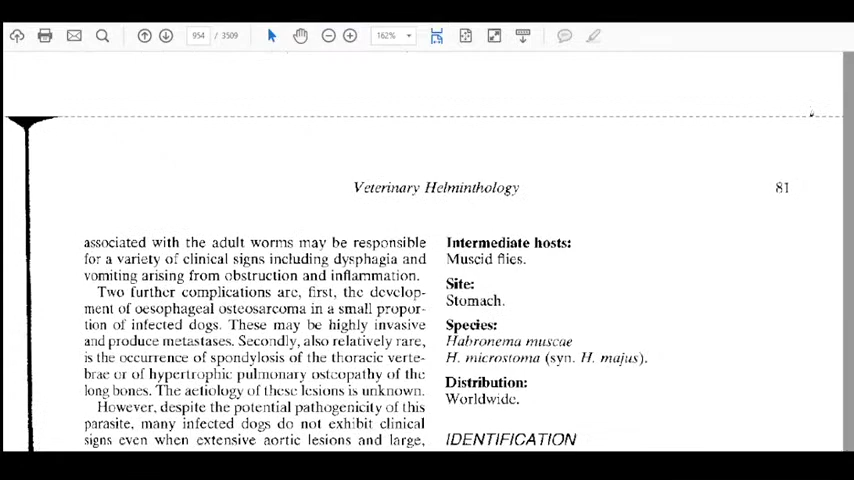 954 / 3509
162%
Veterinary Helminthology
81
associated with the adult worms may be responsible
for a variety of clinical signs including dysphagia and
vomiting arising from obstruction and inflammation.
Two further complications are, first, the develop-
ment of oesophageal osteosarcoma in a small propor-
tion of infected dogs. These may be highly invasive
and produce metastases. Secondly, also relatively rare,
is the occurrence of spondylosis of the thoracic verte-
brae or of hypertrophic pulmonary osteopathy of the
long bones. The aetiology of these lesions is unknown.
However, despite the potential pathogenicity of this
parasite, many infected dogs do not exhibit clinical
signs even when extensive aortic lesions and large,
Intermediate hosts:
Muscid flies.
Site:
Stomach.
Species:
Habronema muscae
H. microstoma (syn. H. majus).
Distribution:
Worldwide.
IDENTIFICATION